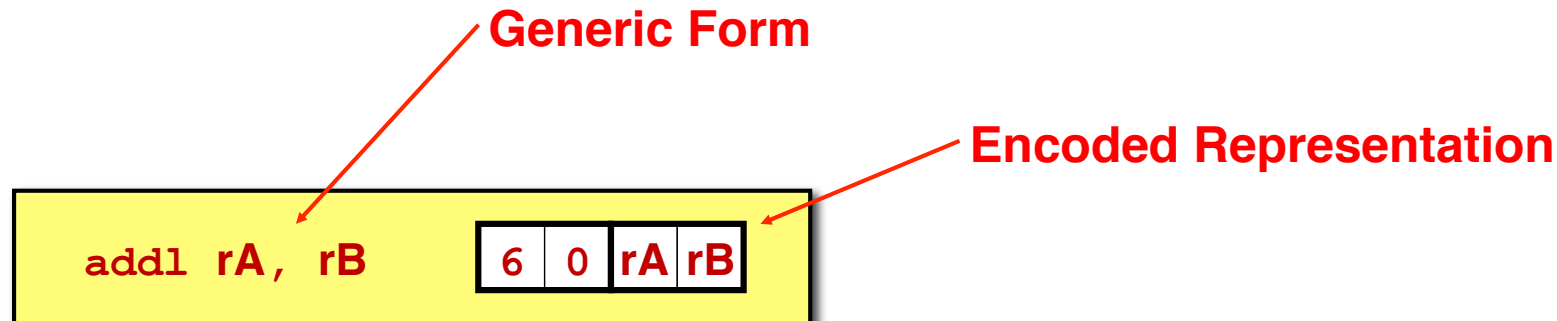 Generic Form
Encoded Representation
addl rA, rB 6 0 rA rB